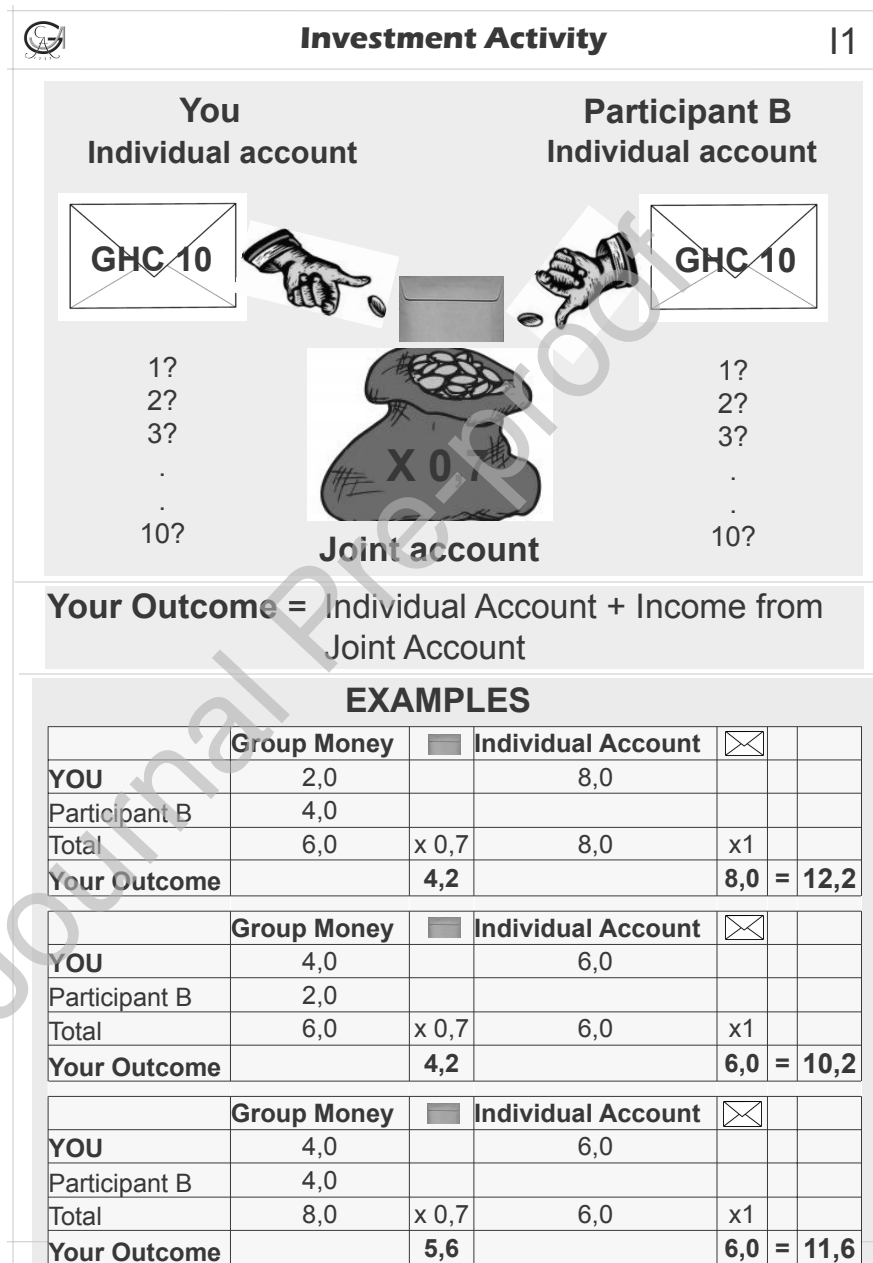 Investment Activity I1
You Participant B
Individual account Individual account
GHC 10 GHC 10
1? 1?
2? 2?
3? 3?
. .
. .
10? 10?
X 0,7
Joint account
Your Outcome = Individual Account + Income from
Joint Account
EXAMPLES
Group Money Individual Account
YOU 2,0 8,0
Participant B 4,0
Total 6,0 x 0,7 8,0 x1
Your Outcome 4,2 8,0 = 12,2
Group Money Individual Account
YOU 4,0 6,0
Participant B 2,0
Total 6,0 x 0,7 6,0 x1
Your Outcome 4,2 6,0 = 10,2
Group Money Individual Account
YOU 4,0 6,0
Participant B 4,0
Total 8,0 x 0,7 6,0 x1
Your Outcome 5,6 6,0 = 11,6
Journal Pre-proof